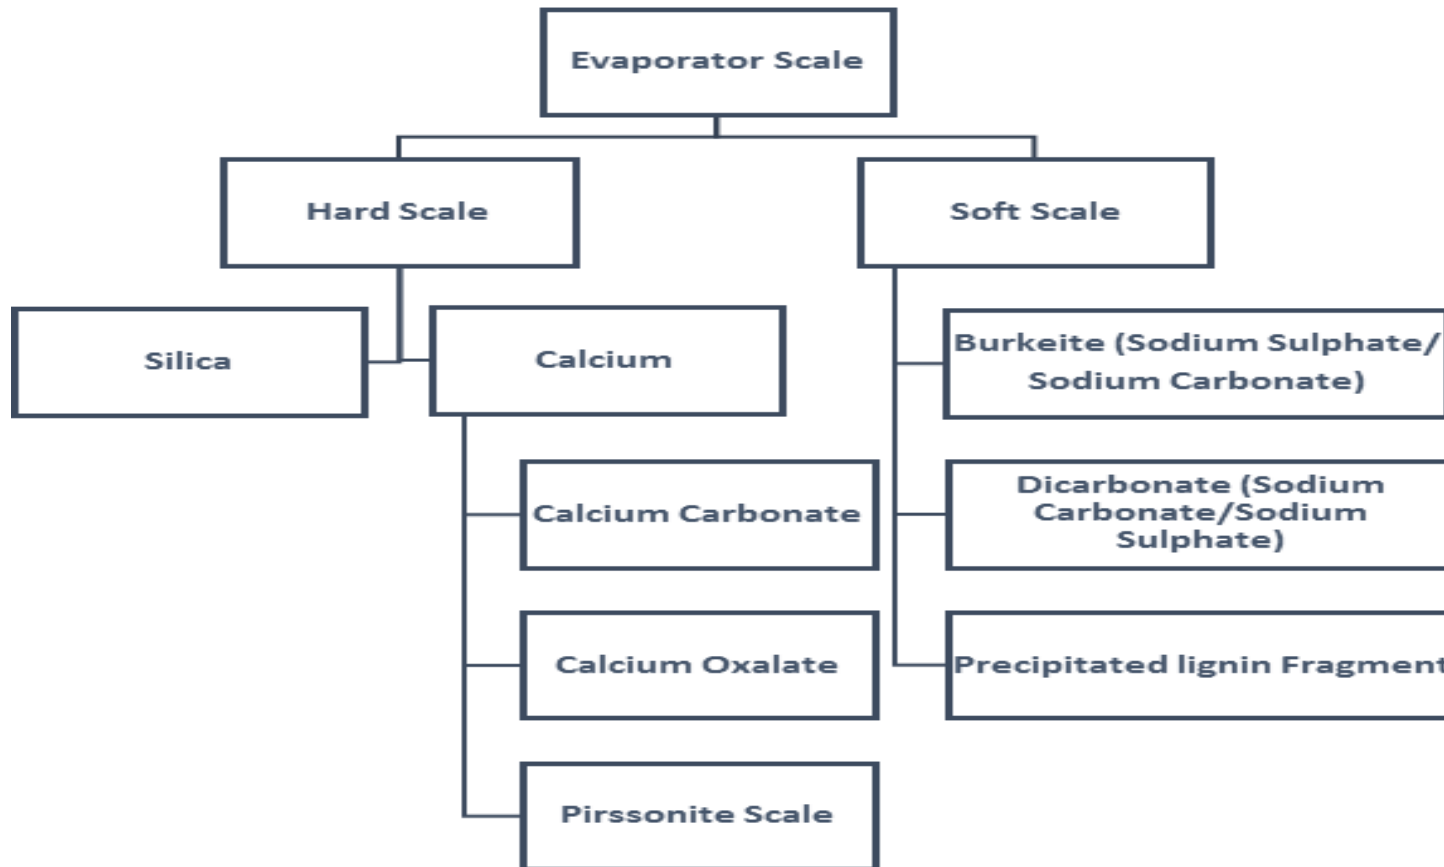 Evaporator Scale
Hard Scale
Soft Scale
Silica
Calcium
Burkeite (Sodium Sulphate/
Sodium Carbonate)
Calcium Carbonate
Dicarbonate (Sodium
Carbonate/Sodium
Sulphate)
Calcium Oxalate
Precipitated lignin Fragment
Pirssonite Scale